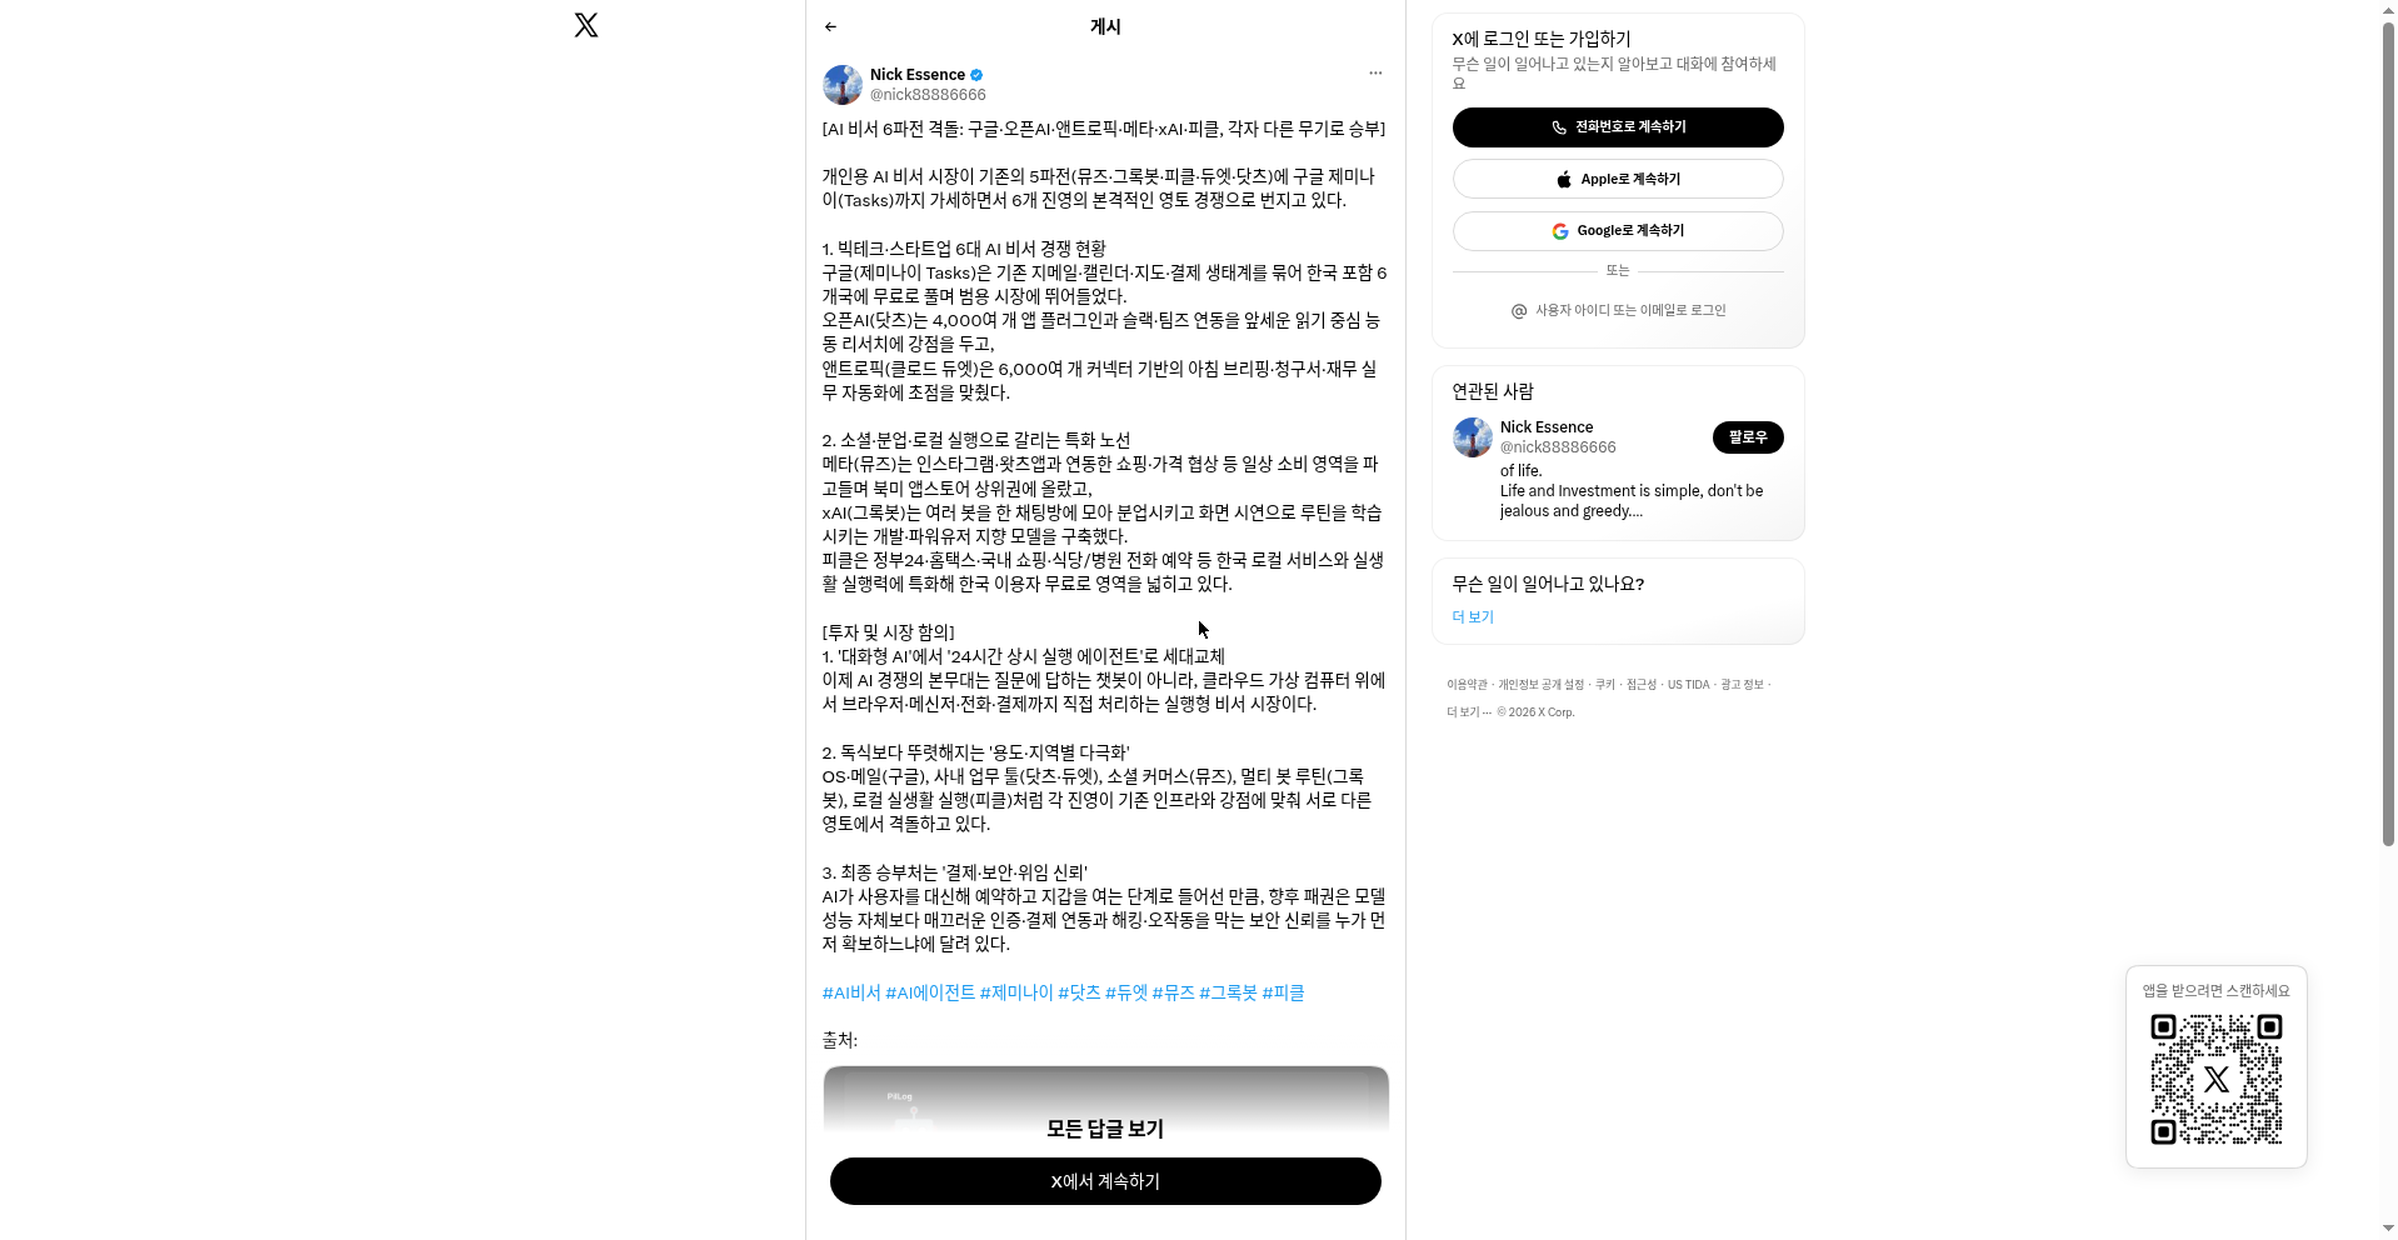 게시
Nick Essence
@nick88886666
[AI 비서 6파전 격돌: 구글·오픈AI·앤트로픽·메타·xAI·피클, 각자 다른 무기로 승부]
개인용 AI 비서 시장이 기존의 5파전(뮤즈·그록봇·피클·듀엣·닷츠)에 구글 제미나
이(Tasks)까지 가세하면서 6개 진영의 본격적인 영토 경쟁으로 번지고 있다.
1. 빅테크·스타트업 6대 AI 비서 경쟁 현황
구글(제미나이 Tasks)은 기존 지메일·캘린더·지도·결제 생태계를 묶어 한국 포함 6
개국에 무료로 풀며 범용 시장에 뛰어들었다.
오픈AI(닷츠)는 4,000여 개 앱 플러그인과 슬랙·팀즈 연동을 앞세운 읽기 중심 능
동 리서치에 강점을 두고,
앤트로픽(클로드 듀엣)은 6,000여 개 커넥터 기반의 아침 브리핑·청구서·재무 실
무 자동화에 초점을 맞췄다.
2. 소셜·분업·로컬 실행으로 갈리는 특화 노선
메타(뮤즈)는 인스타그램·왓츠앱과 연동한 쇼핑·가격 협상 등 일상 소비 영역을 파
고들며 북미 앱스토어 상위권에 올랐고,
xAI(그록봇)는 여러 봇을 한 채팅방에 모아 분업시키고 화면 시연으로 루틴을 학습
시키는 개발·파워유저 지향 모델을 구축했다.
피클은 정부24·홈택스·국내 쇼핑·식당/병원 전화 예약 등 한국 로컬 서비스와 실생
활 실행력에 특화해 한국 이용자 무료로 영역을 넓히고 있다.
[투자 및 시장 함의]
1. '대화형 AI'에서 '24시간 상시 실행 에이전트'로 세대교체
이제 AI 경쟁의 본무대는 질문에 답하는 챗봇이 아니라, 클라우드 가상 컴퓨터 위에
서 브라우저·메신저·전화·결제까지 직접 처리하는 실행형 비서 시장이다.
2. 독식보다 뚜렷해지는 '용도·지역별 다극화'
OS·메일(구글), 사내 업무 툴(닷츠·듀엣), 소셜 커머스(뮤즈), 멀티 봇 루틴(그록
봇), 로컬 실생활 실행(피클)처럼 각 진영이 기존 인프라와 강점에 맞춰 서로 다른
영토에서 격돌하고 있다.
3. 최종 승부처는 '결제·보안·위임 신뢰'
AI가 사용자를 대신해 예약하고 지갑을 여는 단계로 들어선 만큼, 향후 패권은 모델
성능 자체보다 매끄러운 인증·결제 연동과 해킹·오작동을 막는 보안 신뢰를 누가 먼
저 확보하느냐에 달려 있다.
#AI비서 #AI에이전트 #제미나이 #닷츠 #듀엣 #뮤즈 #그록봇 #피클
출처:
PilLog
모든 답글 보기
X에서 계속하기
X에 로그인 또는 가입하기
무슨 일이 일어나고 있는지 알아보고 대화에 참여하세
요
전화번호로 계속하기
Apple로 계속하기
Google로 계속하기
또는
@ 사용자 아이디 또는 이메일로 로그인
연관된 사람
Nick Essence
@nick88886666
팔로우
of life.
Life and Investment is simple, don't be
jealous and greedy....
무슨 일이 일어나고 있나요?
더 보기
이용약관 · 개인정보 공개 설정 · 쿠키 · 접근성 · US TIDA · 광고 정보 ·
더 보기 ··· © 2026 X Corp.
앱을 받으려면 스캔하세요